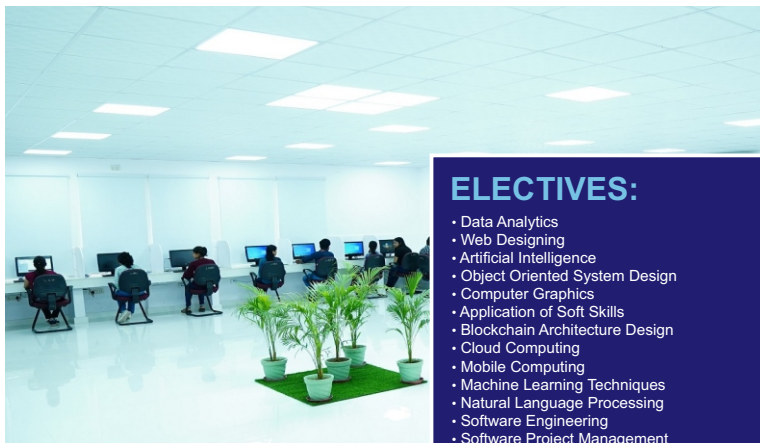 ELECTIVES:
• Data Analytics
• Web Designing
• Artificial Intelligence
• Object Oriented System Design
• Computer Graphics
• Application of Soft Skills
• Blockchain Architecture Design
• Cloud Computing
• Mobile Computing
• Machine Learning Techniques
• Natural Language Processing
• Software Engineering
• Software Project Management